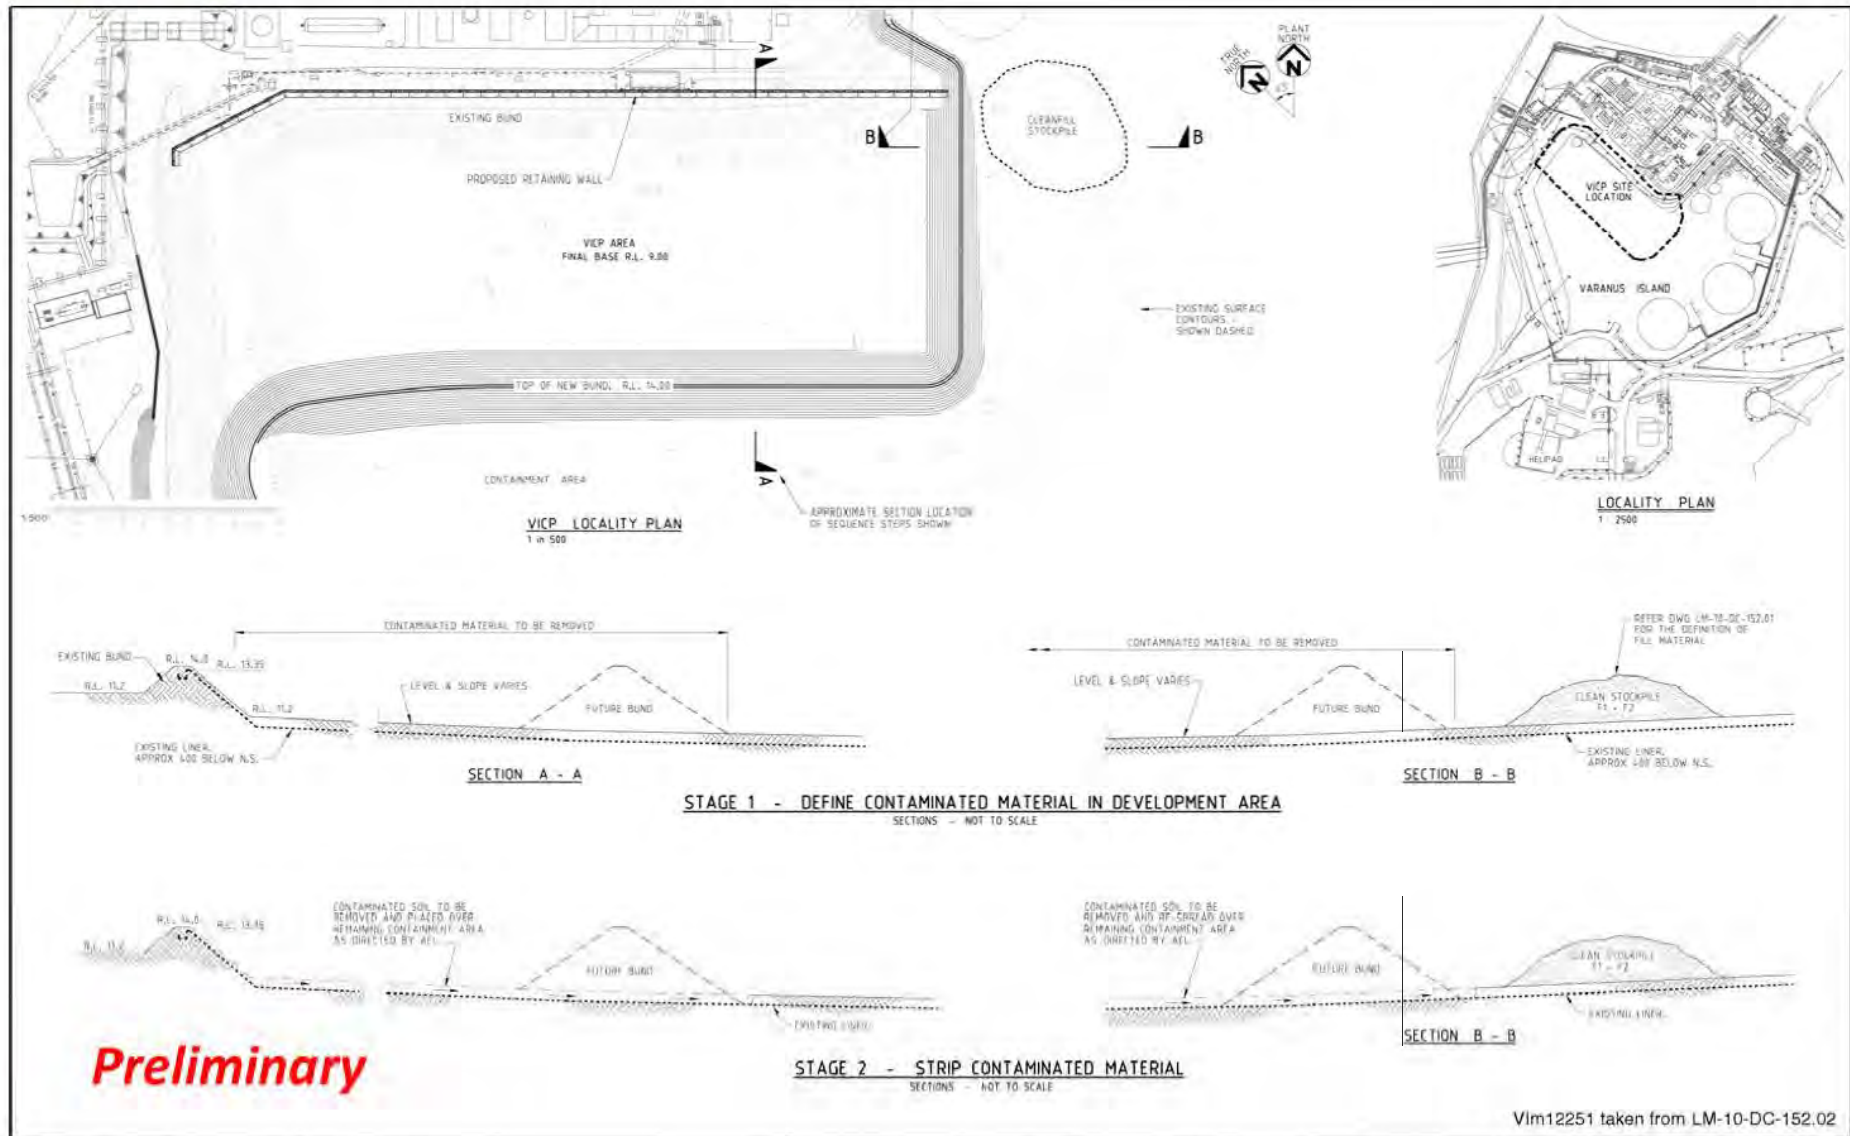 A
PLANT
NORTH
N
TRUE
NORTH
N
45°
EXISTING BUND
B
CLEANFILL
STOCKPILE
B
PROPOSED RETAINING WALL
VICP AREA
FINAL BASE R.L. 9.00
EXISTING SURFACE
CONTOURS -
SHOWN DASHED
TOP OF NEW BUND, R.L. 14.00
CONTAINMENT AREA
A
APPROXIMATE SECTION LOCATION
OF SEQUENCE STEPS SHOWN
1:500
VICP LOCALITY PLAN
1 in 500
VICP SITE
LOCATION
VARANUS ISLAND
HELIPAD
LOCALITY PLAN
1 : 2500
CONTAMINATED MATERIAL TO BE REMOVED
EXISTING BUND
R.L. 14.0
R.L. 13.35
R.L. 11.2
R.L. 11.2
LEVEL & SLOPE VARIES
FUTURE BUND
EXISTING LINER,
APPROX 400 BELOW N.S.
SECTION A - A
CONTAMINATED MATERIAL TO BE REMOVED
REFER DWG LM-10-DC-152.01
FOR THE DEFINITION OF
FILL MATERIAL
LEVEL & SLOPE VARIES
FUTURE BUND
CLEAN STOCKPILE
F1 - F2
EXISTING LINER,
APPROX 400 BELOW N.S.
SECTION B - B
STAGE 1 - DEFINE CONTAMINATED MATERIAL IN DEVELOPMENT AREA
SECTIONS - NOT TO SCALE
R.L. 14.0
R.L. 13.35
R.L. 11.2
CONTAMINATED SOIL TO BE
REMOVED AND PLACED OVER
REMAINING CONTAINMENT AREA
AS DIRECTED BY AEL.
FUTURE BUND
EXISTING LINER.
CONTAMINATED SOIL TO BE
REMOVED AND RE-SPREAD OVER
REMAINING CONTAINMENT AREA
AS DIRECTED BY AEL.
FUTURE BUND
CLEAN STOCKPILE
F1 - F2
EXISTING LINER.
SECTION B - B
Preliminary
STAGE 2 - STRIP CONTAMINATED MATERIAL
SECTIONS - NOT TO SCALE
Vlm12251 taken from LM-10-DC-152.02